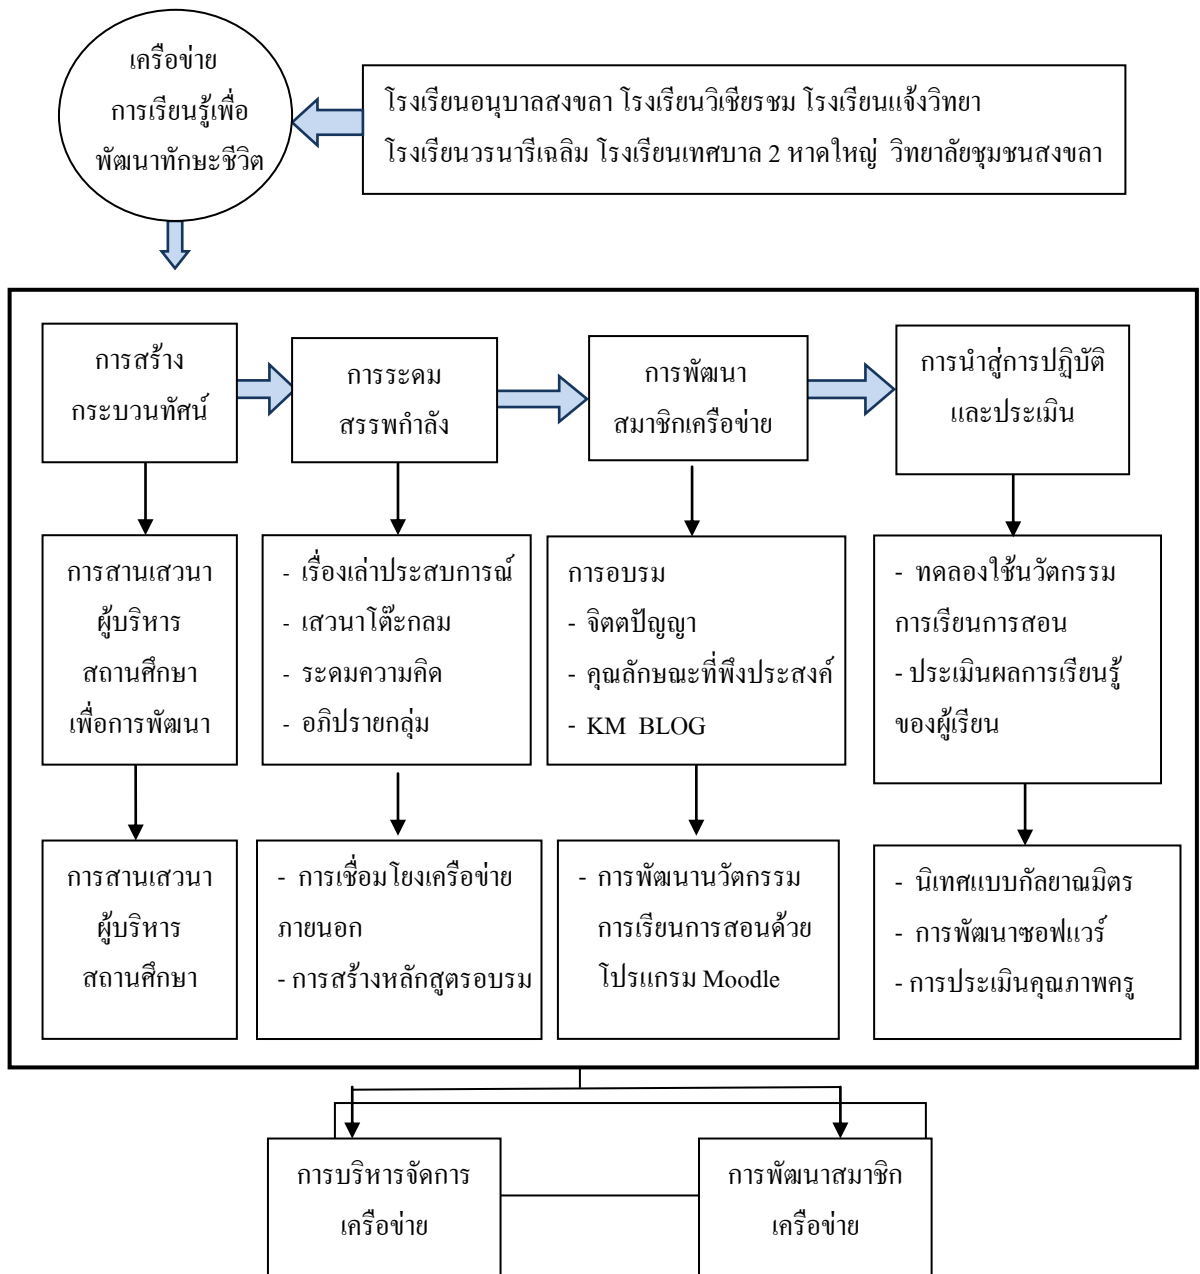 เครือข่าย
การเรียนรู้เพื่อ
พัฒนาทักษะชีวิต
โรงเรียนอนุบาลสงขลา โรงเรียนวิเชียรชม โรงเรียนแจ้งวิทยา
โรงเรียนวรนารีเฉลิม โรงเรียนเทศบาล 2 หาดใหญ่ วิทยาลัยชุมชนสงขลา
การสร้าง
กระบวนทัศน์
การระดม
สรรพกำลัง
การพัฒนา
สมาชิกเครือข่าย
การนำสู่การปฏิบัติ
และประเมิน
การสานเสวนา
ผู้บริหาร
สถานศึกษา
เพื่อการพัฒนา
- เรื่องเล่าประสบการณ์
- เสวนาโต๊ะกลม
- ระดมความคิด
- อภิปรายกลุ่ม
การอบรม
- จิตตปัญญา
- คุณลักษณะที่พึงประสงค์
- KM BLOG
- ทดลองใช้นวัตกรรม
การเรียนการสอน
- ประเมินผลการเรียนรู้
ของผู้เรียน
การสานเสวนา
ผู้บริหาร
สถานศึกษา
- การเชื่อมโยงเครือข่าย
ภายนอก
- การสร้างหลักสูตรอบรม
- การพัฒนานวัตกรรม
การเรียนการสอนด้วย
โปรแกรม Moodle
- นิเทศแบบกัลยาณมิตร
- การพัฒนาซอฟแวร์
- การประเมินคุณภาพครู
การบริหารจัดการ
เครือข่าย
การพัฒนาสมาชิก
เครือข่าย